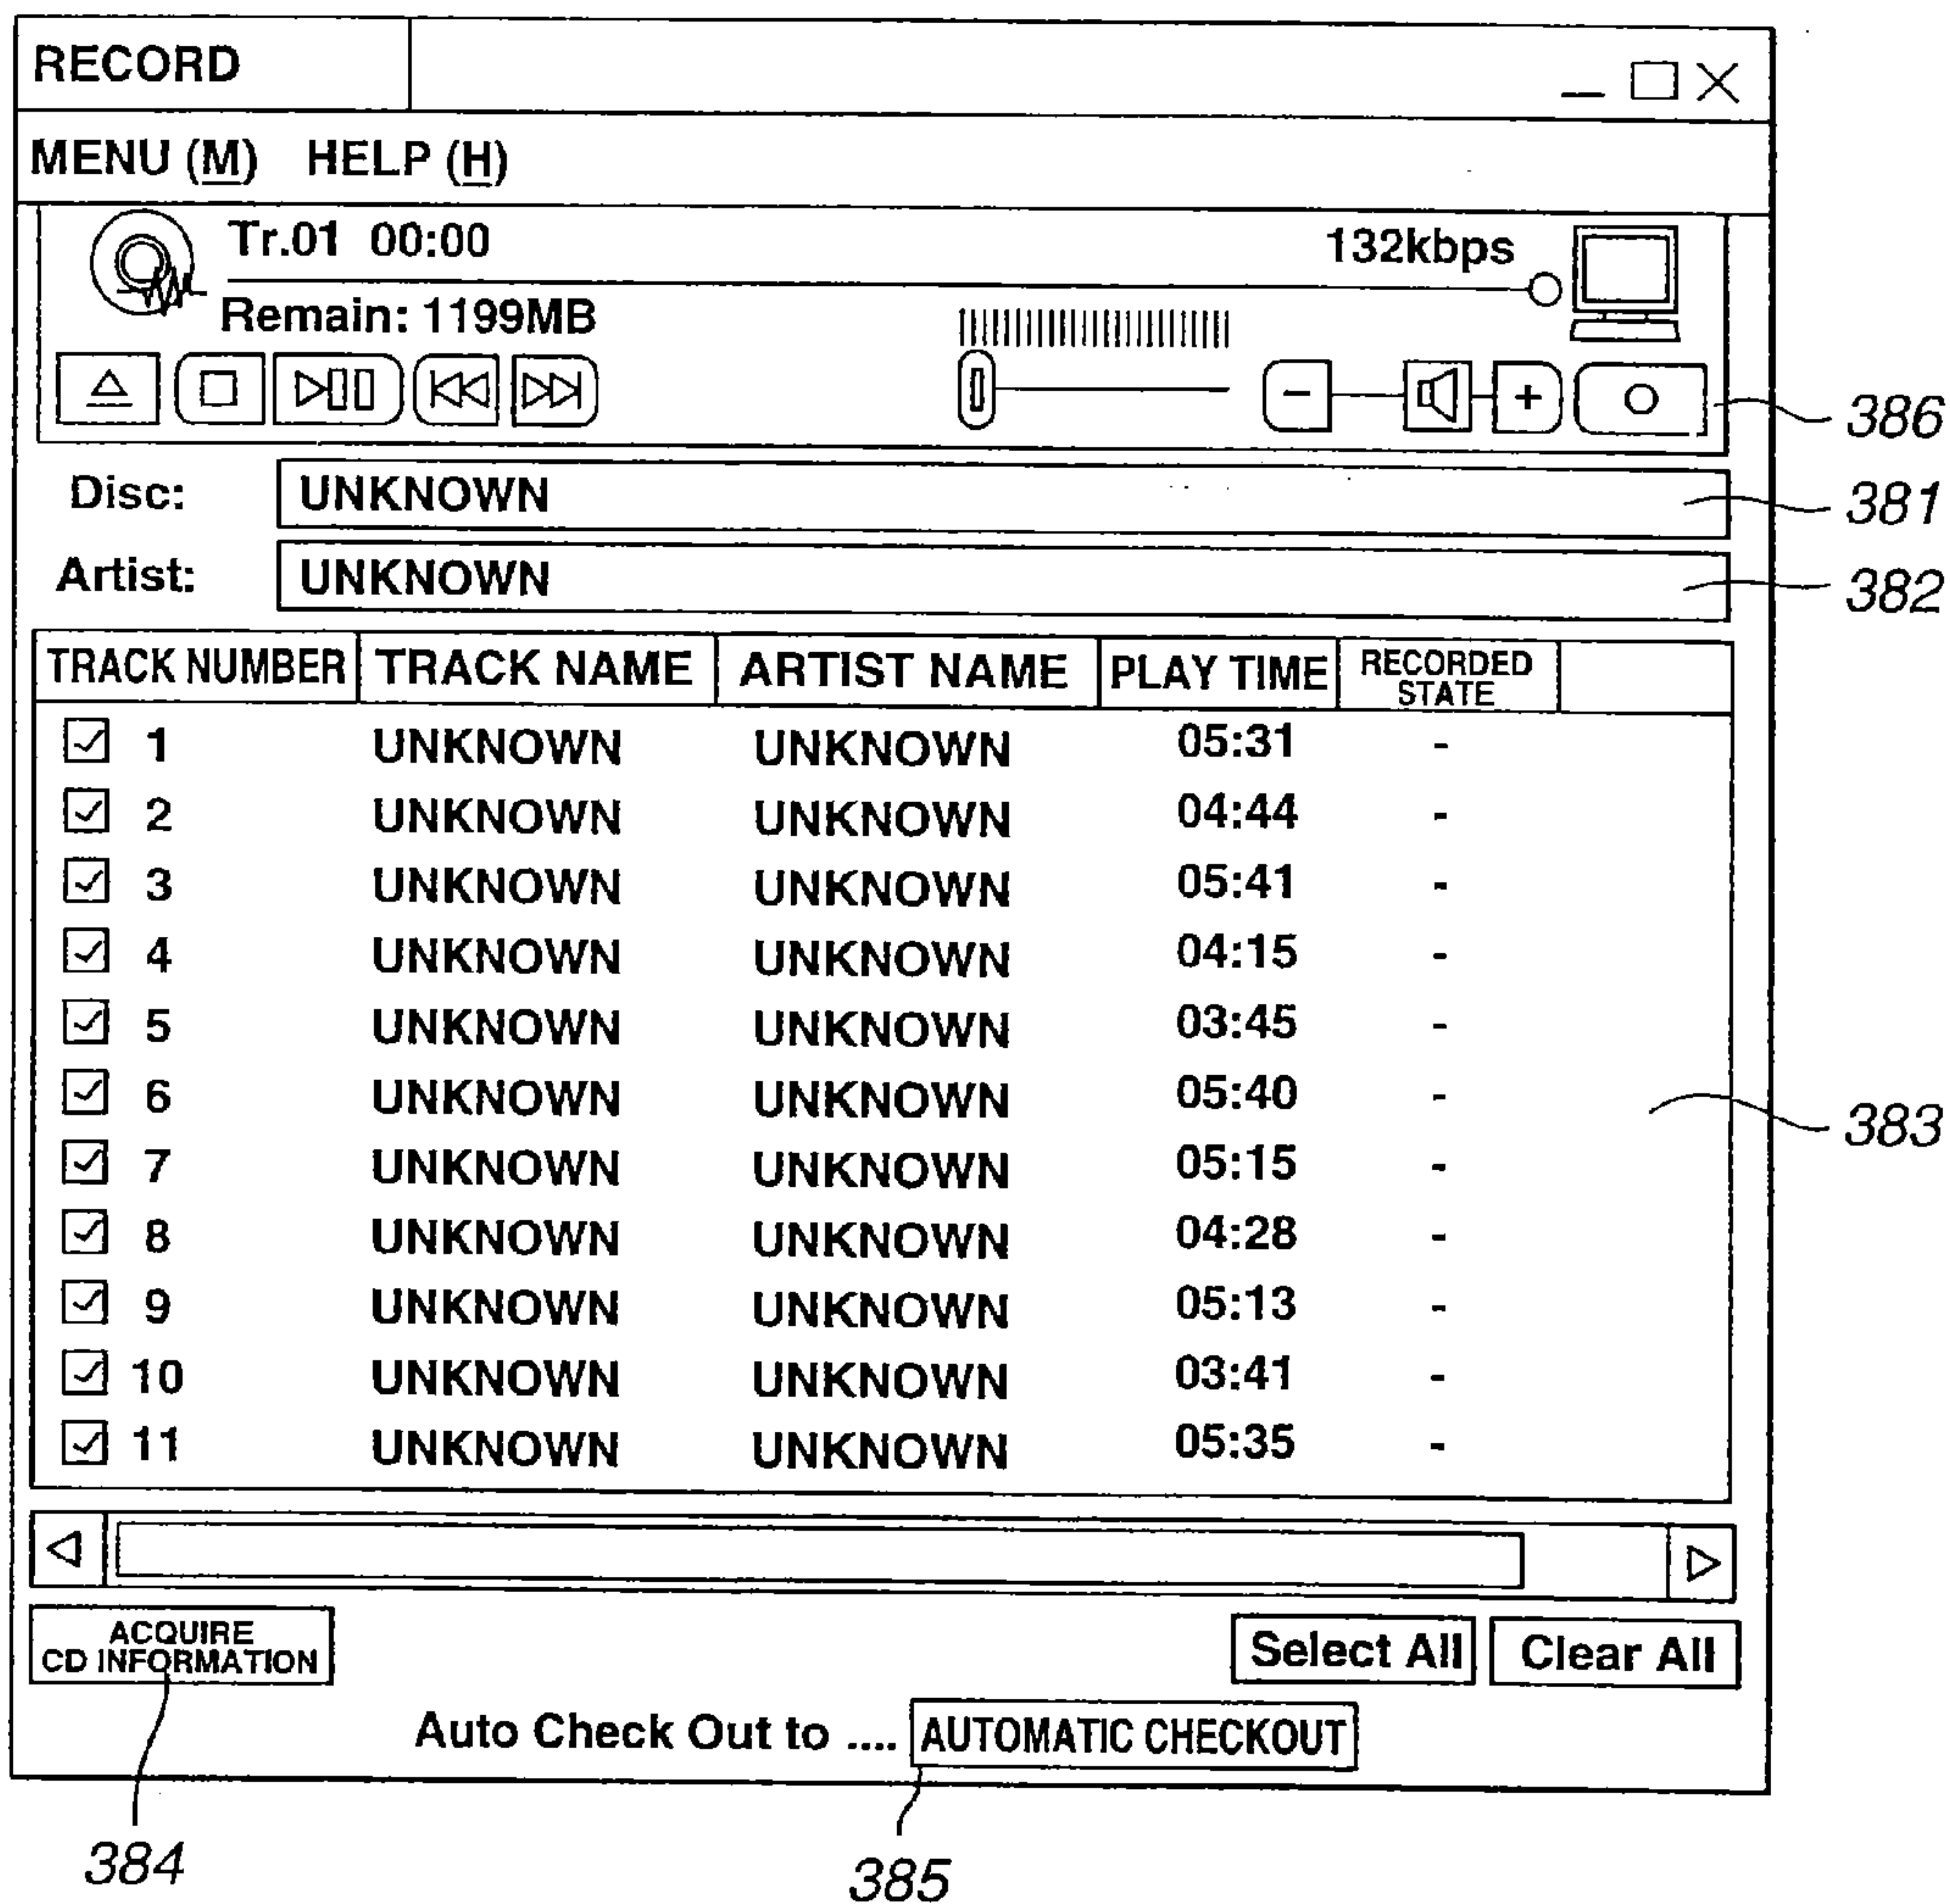 RECORD
MENU (M) HELP (H)
Tr.01 00:00 132kbps
Remain: 1199MB
- + 386
Disc: UNKNOWN 381
Artist: UNKNOWN 382
TRACK NUMBER TRACK NAME ARTIST NAME PLAY TIME RECORDED STATE
1 UNKNOWN UNKNOWN 05:31 -
2 UNKNOWN UNKNOWN 04:44 -
3 UNKNOWN UNKNOWN 05:41 -
4 UNKNOWN UNKNOWN 04:15 -
5 UNKNOWN UNKNOWN 03:45 -
6 UNKNOWN UNKNOWN 05:40 - 383
7 UNKNOWN UNKNOWN 05:15 -
8 UNKNOWN UNKNOWN 04:28 -
9 UNKNOWN UNKNOWN 05:13 -
10 UNKNOWN UNKNOWN 03:41 -
11 UNKNOWN UNKNOWN 05:35 -
ACQUIRE
CD INFORMATION Select All Clear All
Auto Check Out to .... AUTOMATIC CHECKOUT
384 385